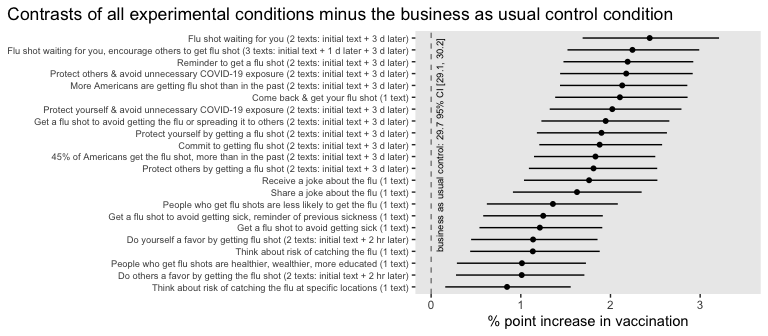 Contrasts of all experimental conditions minus the business as usual control condition
Flu shot waiting for you (2 texts: initial text + 3 d later)
Flu shot waiting for you, encourage others to get flu shot (3 texts: initial text + 1 d later + 3 d later)
Reminder to get a flu shot (2 texts: initial text + 3 d later)
Protect others & avoid unnecessary COVID-19 exposure (2 texts: initial text + 3 d later)
More Americans are getting flu shot than in the past (2 texts: initial text + 3 d later)
Come back & get your flu shot (1 text)
Protect yourself & avoid unnecessary COVID-19 exposure (2 texts: initial text + 3 d later)
Get a flu shot to avoid getting the flu or spreading it to others (2 texts: initial text + 3 d later)
Protect yourself by getting a flu shot (2 texts: initial text + 3 d later)
Commit to getting flu shot (2 texts: initial text + 3 d later)
45% of Americans get the flu shot, more than in the past (2 texts: initial text + 3 d later)
Protect others by getting a flu shot (2 texts: initial text + 3 d later)
Receive a joke about the flu (1 text)
Share a joke about the flu (1 text)
People who get flu shots are less likely to get the flu (1 text)
Get a flu shot to avoid getting sick, reminder of previous sickness (1 text)
Get a flu shot to avoid getting sick (1 text)
Do yourself a favor by getting flu shot (2 texts: initial text + 2 hr later)
Think about risk of catching the flu (1 text)
People who get flu shots are healthier, wealthier, more educated (1 text)
Do others a favor by getting the flu shot (2 texts: initial text + 2 hr later)
Think about risk of catching the flu at specific locations (1 text)
business as usual control: 29.7 95% CI [29.1, 30.2]
0 1 2 3
% point increase in vaccination